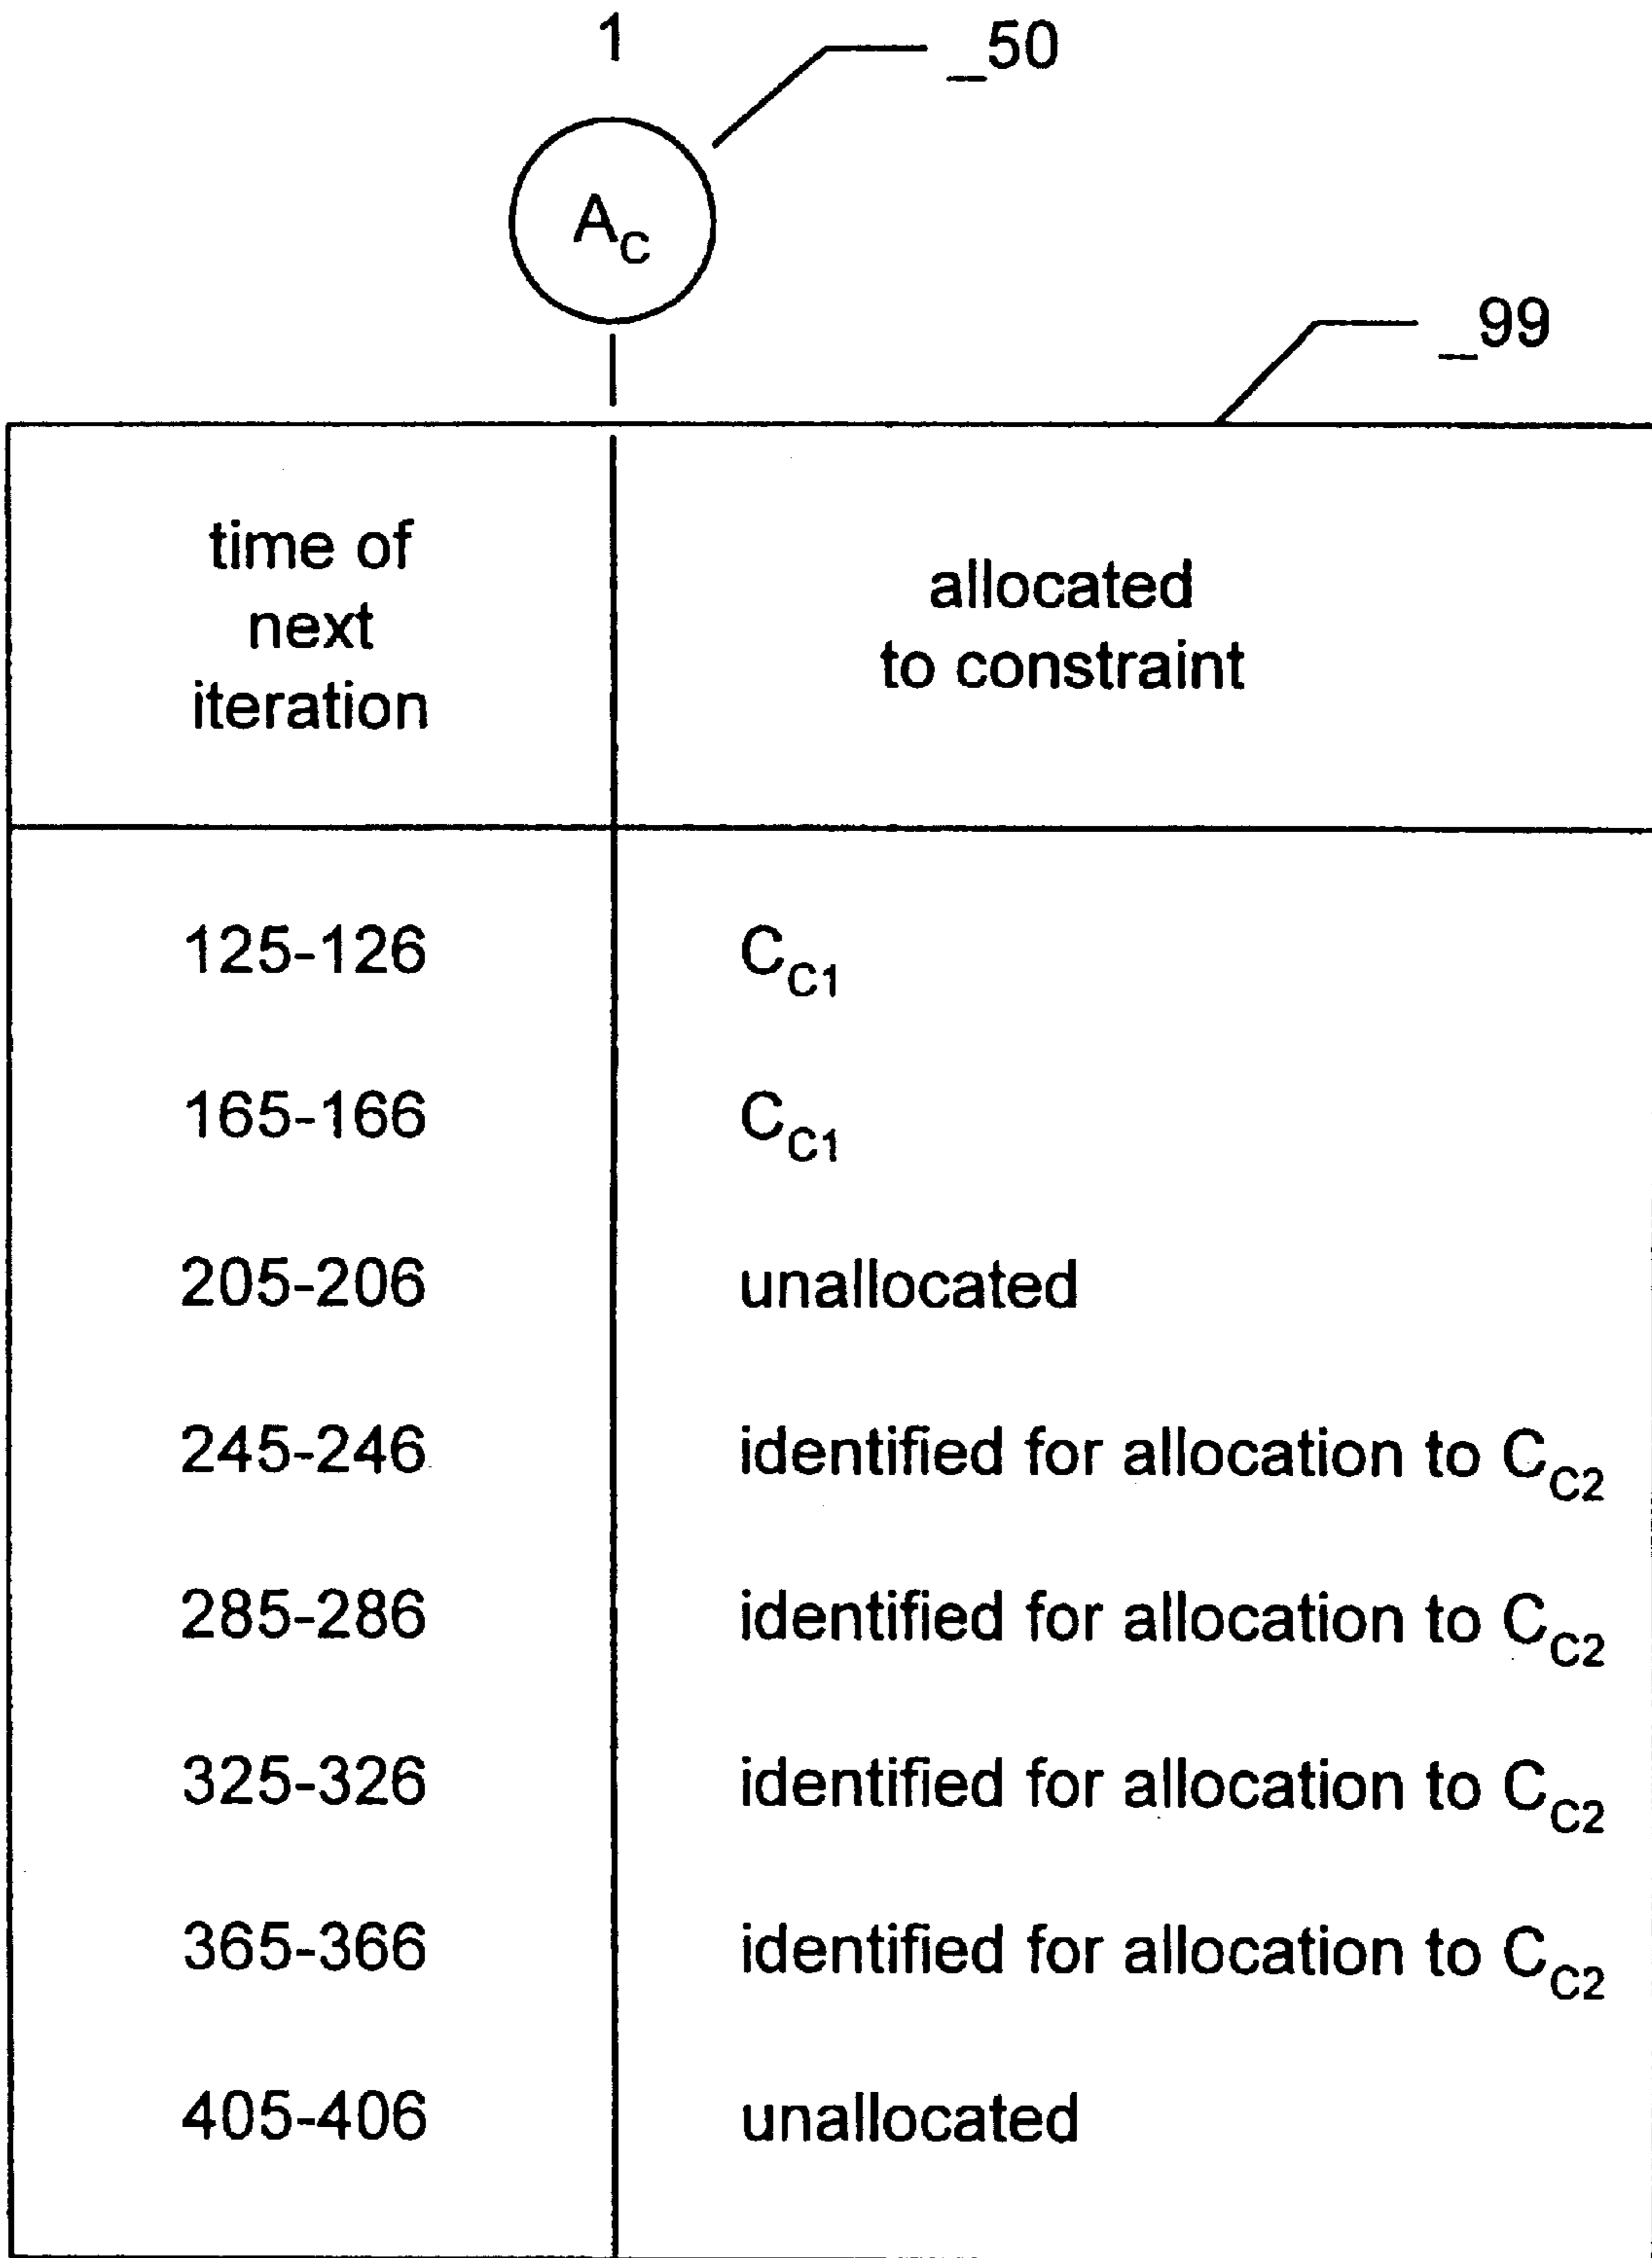 1
_50
A_C
_99
time of
next
iteration
allocated
to constraint
125-126 C_C1
165-166 C_C1
205-206 unallocated
245-246 identified for allocation to C_C2
285-286 identified for allocation to C_C2
325-326 identified for allocation to C_C2
365-366 identified for allocation to C_C2
405-406 unallocated